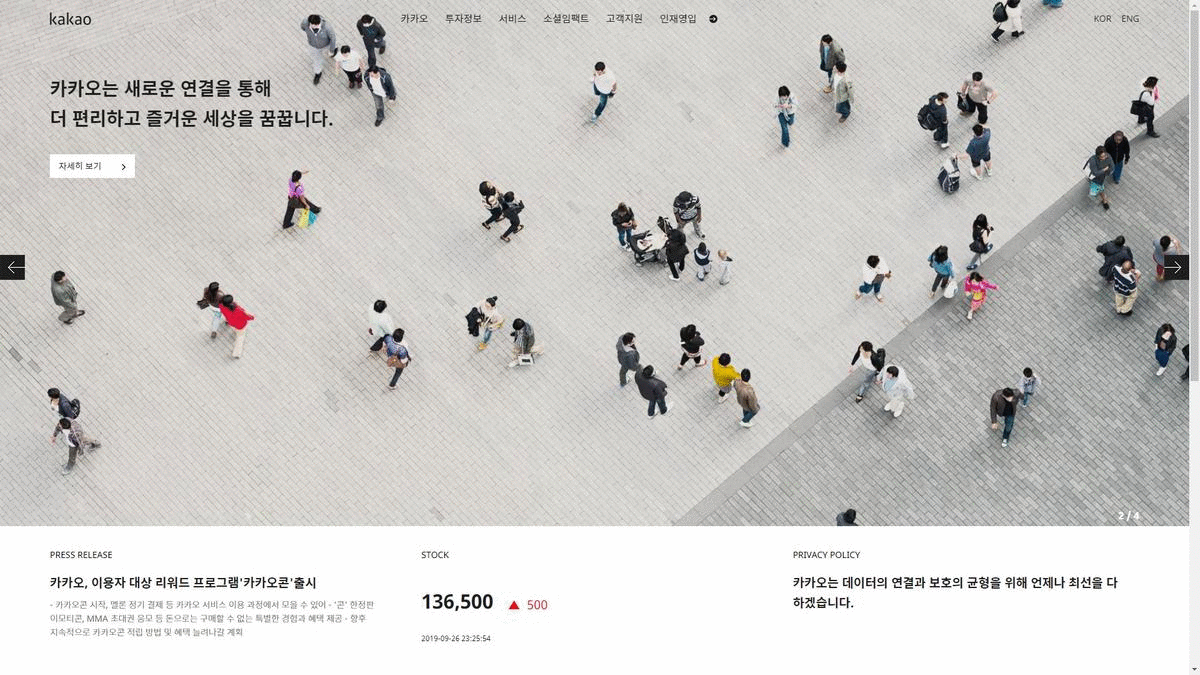 kakao
카카오 투자정보 서비스 소셜임팩트 고객지원 인재영입
KOR ENG
카카오는 새로운 연결을 통해
더 편리하고 즐거운 세상을 꿈꿉니다.
자세히 보기
2 / 4
PRESS RELEASE
카카오, 이용자 대상 리워드 프로그램'카카오콘'출시
- 카카오콘 시작, 멜론 정기 결제 등 카카오 서비스 이용 과정에서 모을 수 있어 - '콘' 한정판
이모티콘, MMA 초대권 응모 등 돈으로는 구매할 수 없는 특별한 경험과 혜택 제공 - 향후
지속적으로 카카오콘 적립 방법 및 혜택 늘려나갈 계획
STOCK
136,500 ▲ 500
2019-09-26 23:25:54
PRIVACY POLICY
카카오는 데이터의 연결과 보호의 균형을 위해 언제나 최선을 다
하겠습니다.